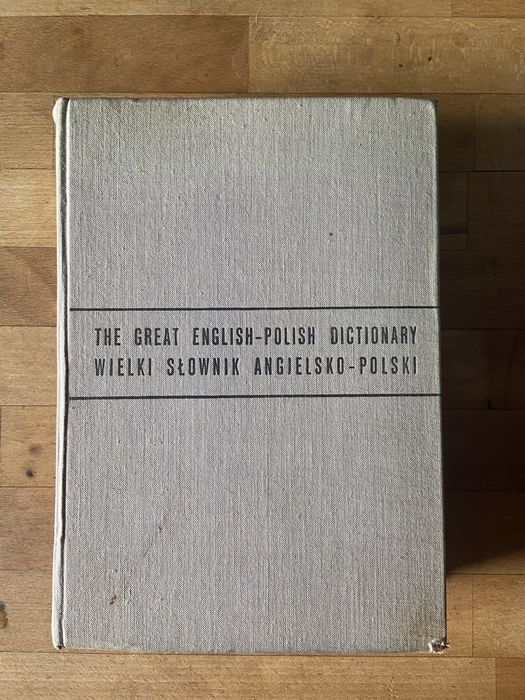 THE GREAT ENGLISH-POLISH DICTIONARY
WIELKI SŁOWNIK ANGIELSKO-POLSKI